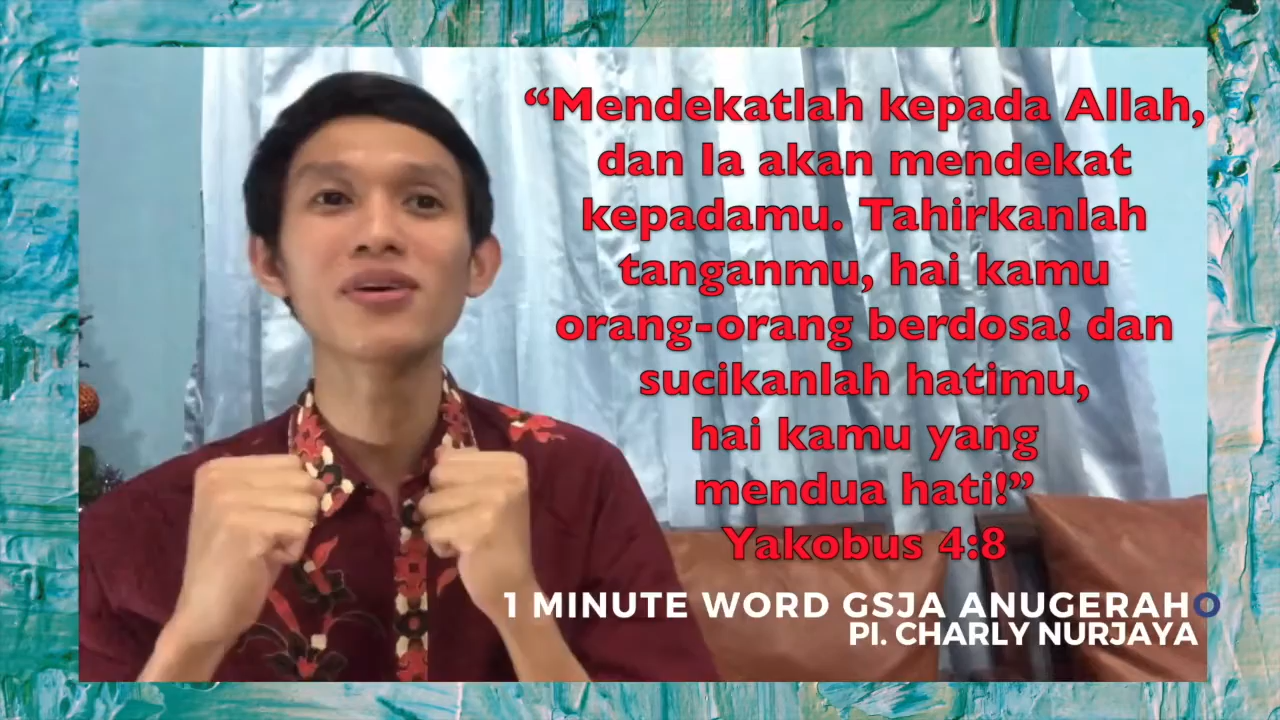 “Mendekatlah kepada Allah,
dan Ia akan mendekat
kepadamu. Tahirkanlah
tanganmu, hai kamu
orang-orang berdosa! dan
sucikanlah hatimu,
hai kamu yang
mendua hati!”
Yakobus 4:8
1 MINUTE WORD GSJA ANUGERAHO
PI. CHARLY NURJAYA